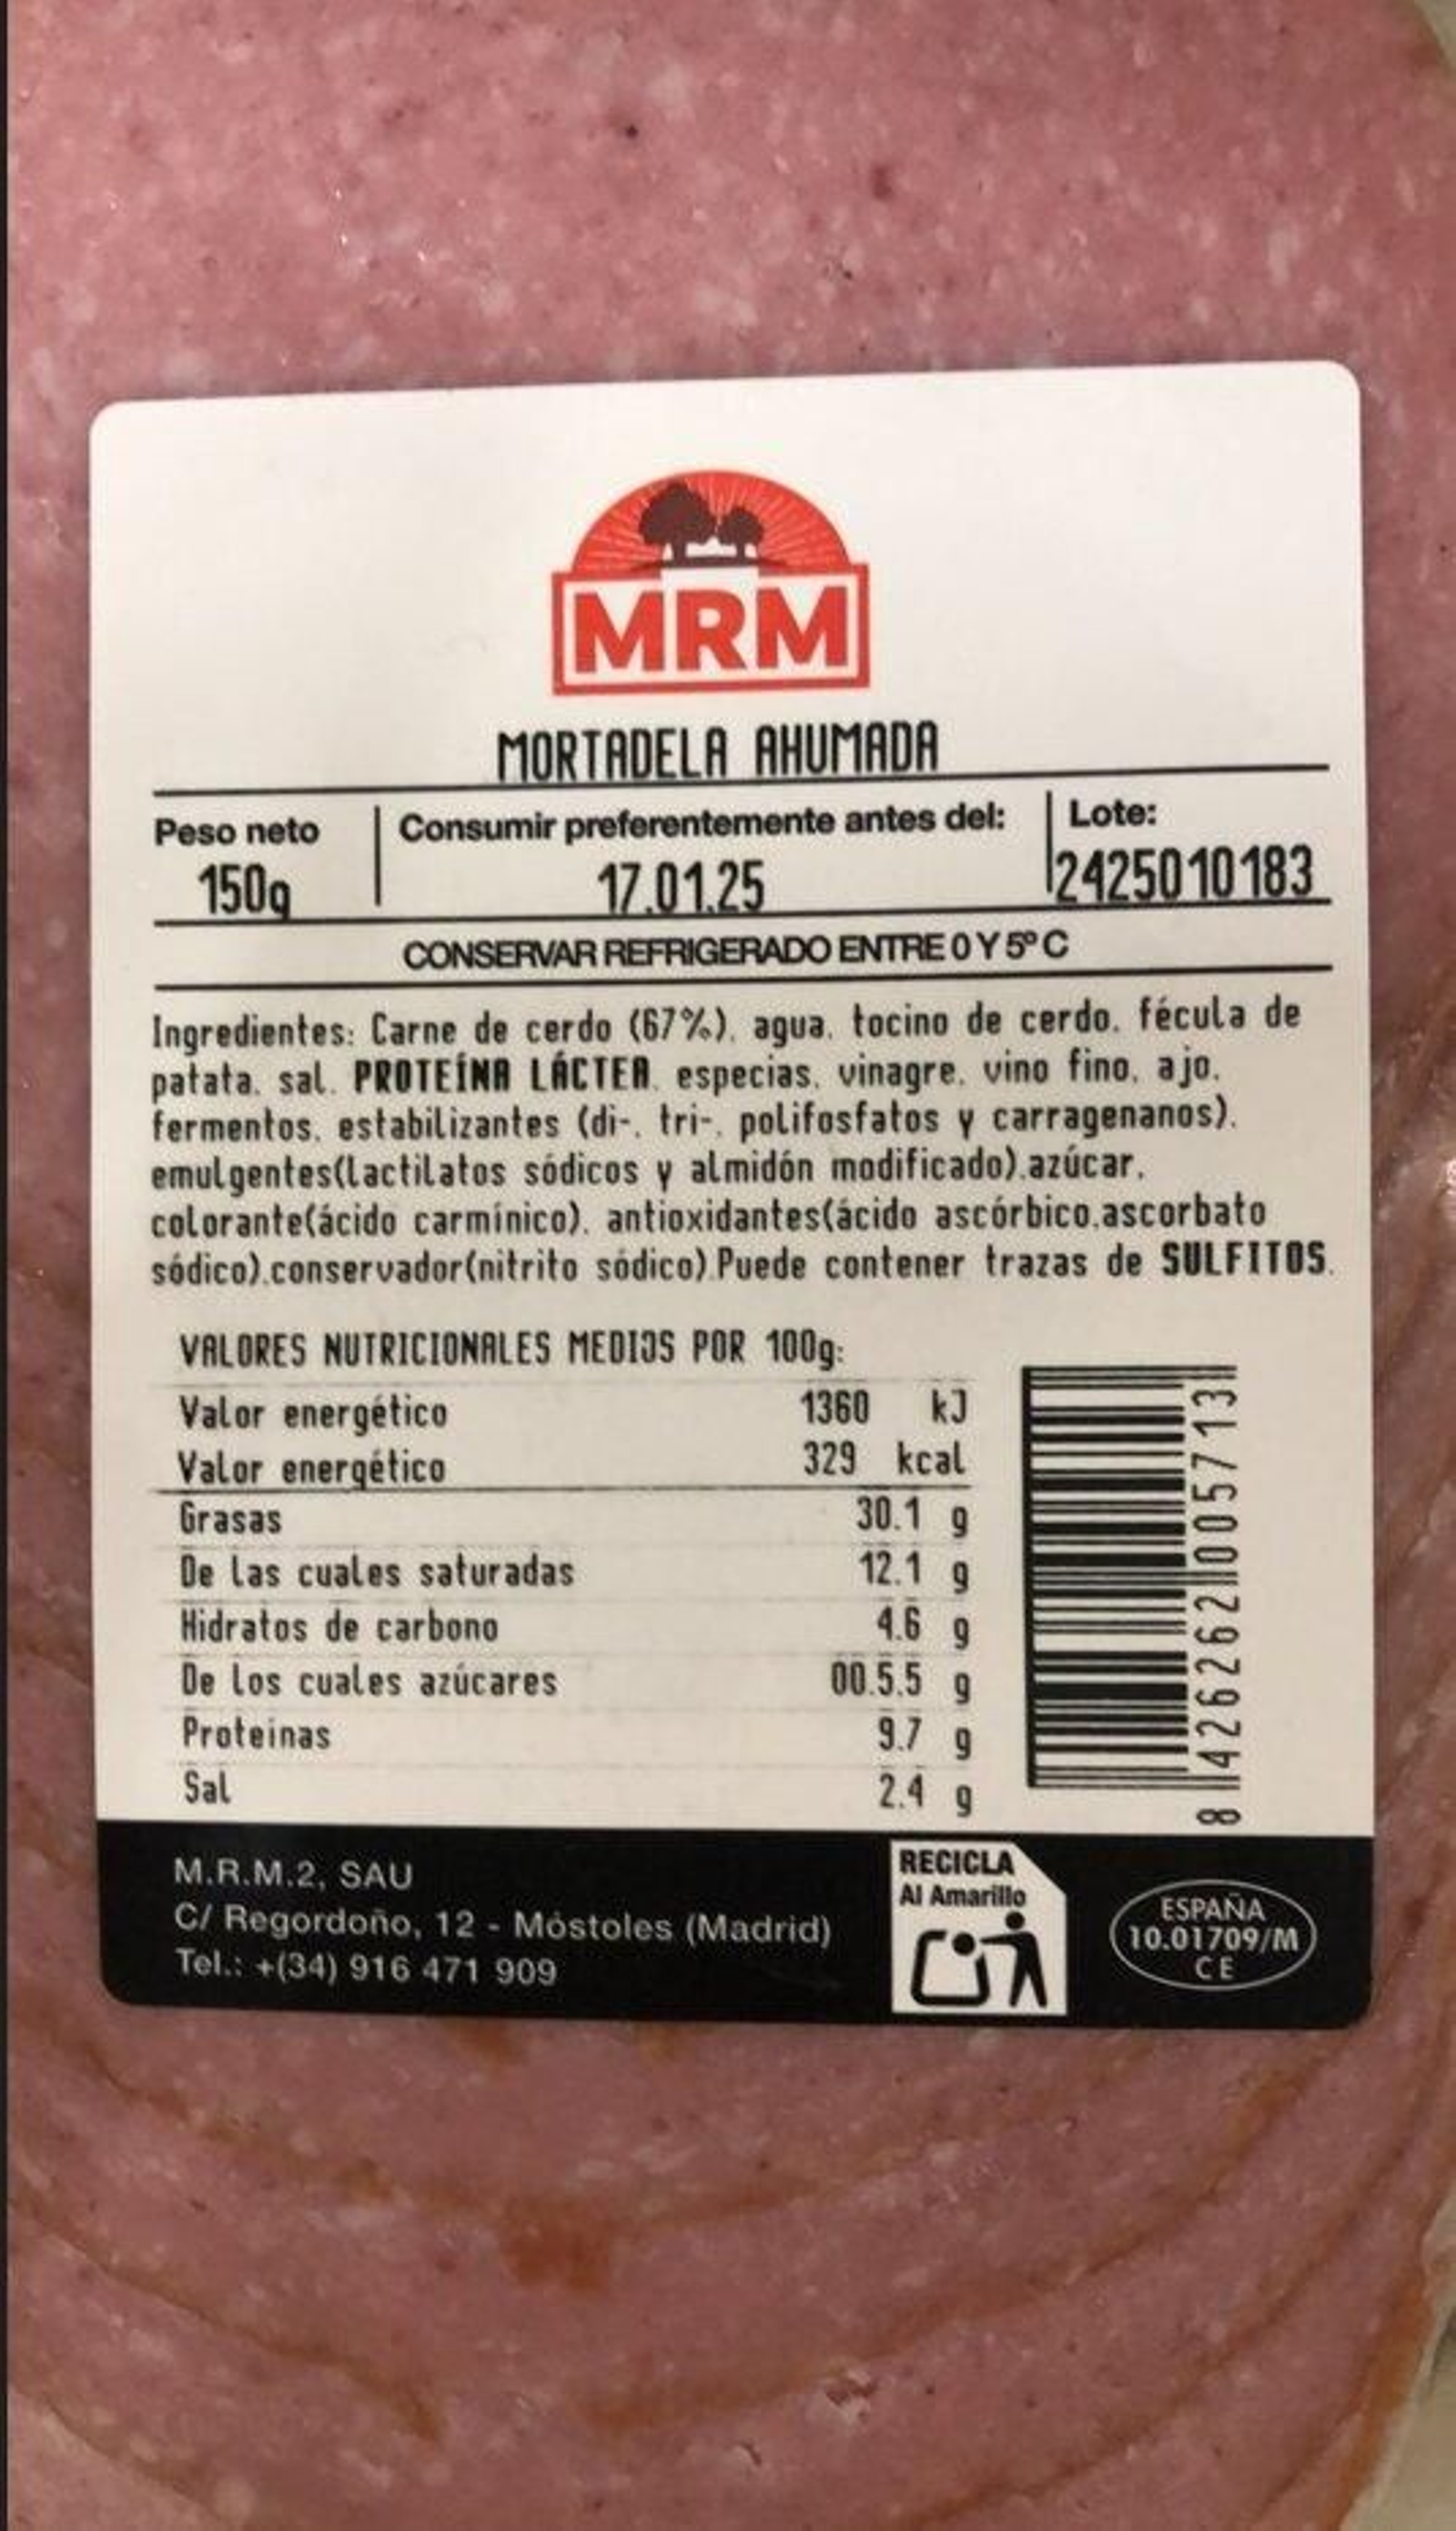 MRM
MORTADELA AHUMADA
Peso neto
150g
Consumir preferentemente antes del:
17.01.25
Lote:
2425010183
CONSERVAR REFRIGERADO ENTRE 0 Y 5º C
Ingredientes: Carne de cerdo (67%), agua, tocino de cerdo, fécula de
patata, sal, PROTEÍNA LÁCTEA, especias, vinagre, vino fino, ajo,
fermentos, estabilizantes (di-, tri-, polifosfatos y carragenanos),
emulgentes(lactilatos sódicos y almidón modificado),azúcar,
colorante(ácido carmínico), antioxidantes(ácido ascórbico,ascorbato
sódico),conservador(nitrito sódico).Puede contener trazas de SULFITOS.
VALORES NUTRICIONALES MEDIOS POR 100g:
Valor energético 1360 kJ
Valor energético 329 kcal
Grasas 30.1 g
De las cuales saturadas 12.1 g
Hidratos de carbono 4.6 g
De los cuales azúcares 00.5.5 g
Proteinas 9.7 g
Sal 2.4 g
8 426262 005713
M.R.M.2, SAU
C/ Regordoño, 12 - Móstoles (Madrid)
Tel.: +(34) 916 471 909
RECICLA
Al Amarillo
ESPAÑA
10.01709/M
CE